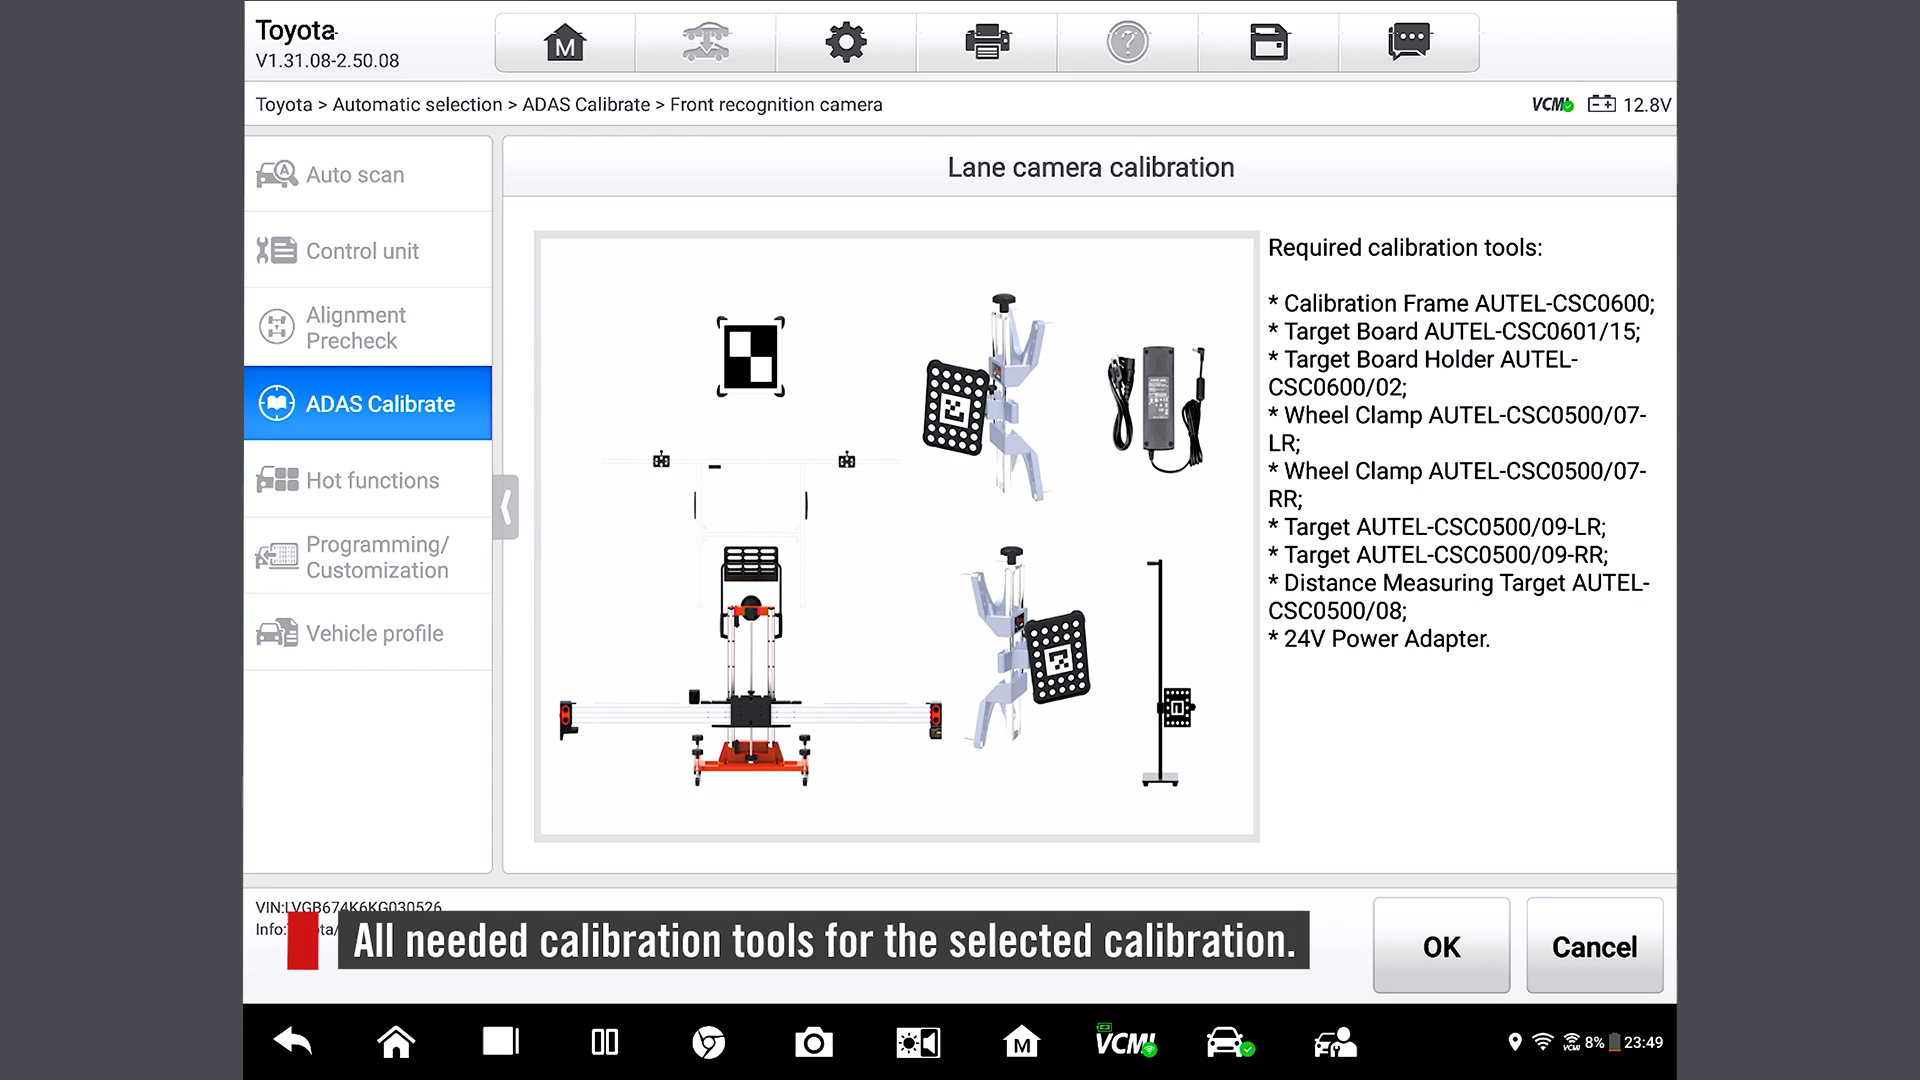 Toyota
V1.31.08-2.50.08
M
?
Toyota > Automatic selection > ADAS Calibrate > Front recognition camera
VCMI
12.8V
A
Auto scan
Control unit
Alignment
Precheck
ADAS Calibrate
Hot functions
Programming/
Customization
Vehicle profile
Lane camera calibration
Required calibration tools:
* Calibration Frame AUTEL-CSC0600;
* Target Board AUTEL-CSC0601/15;
* Target Board Holder AUTEL-
CSC0600/02;
* Wheel Clamp AUTEL-CSC0500/07-
LR;
* Wheel Clamp AUTEL-CSC0500/07-
RR;
* Target AUTEL-CSC0500/09-LR;
* Target AUTEL-CSC0500/09-RR;
* Distance Measuring Target AUTEL-
CSC0500/08;
* 24V Power Adapter.
VIN:LVGB674K6KG030526
Info:
All needed calibration tools for the selected calibration.
OK
Cancel
M
VCMI
VCMI
8%
23:49